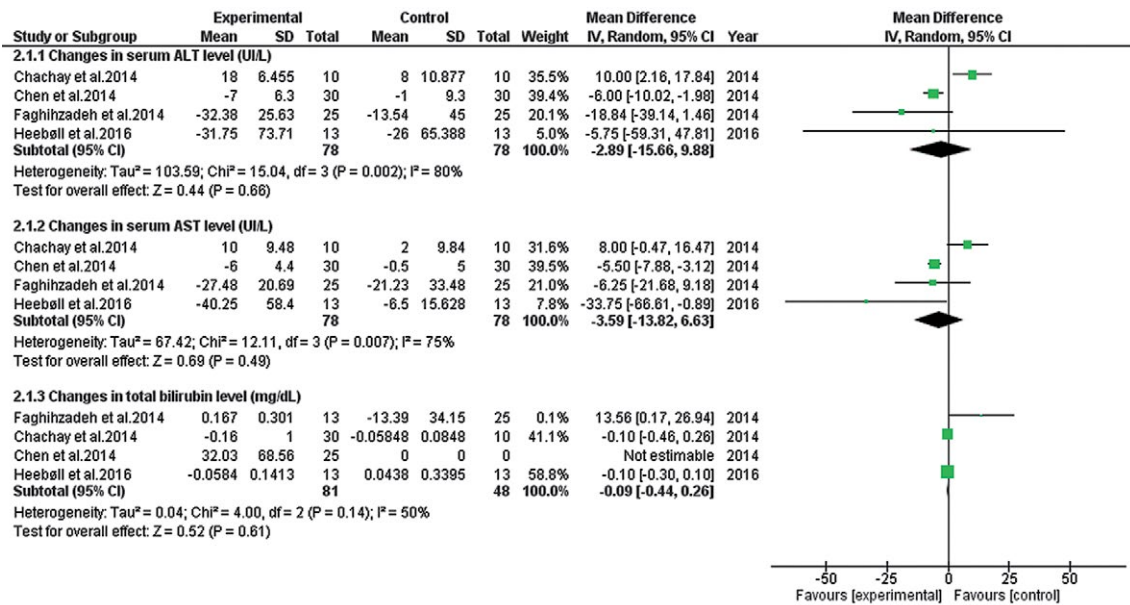 Experimental Control Mean Difference Mean Difference
Study or Subgroup Mean SD Total Mean SD Total Weight IV, Random, 95% CI Year IV, Random, 95% CI
2.1.1 Changes in serum ALT level (UI/L)
Chachay et al.2014 18 6.455 10 8 10.877 10 35.5% 10.00 [2.16, 17.84] 2014
Chen et al.2014 -7 6.3 30 -1 9.3 30 39.4% -6.00 [-10.02, -1.98] 2014
Faghihzadeh et al.2014 -32.38 25.63 25 -13.54 45 25 20.1% -18.84 [-39.14, 1.46] 2014
Heebøll et al.2016 -31.75 73.71 13 -26 65.388 13 5.0% -5.75 [-59.31, 47.81] 2016
Subtotal (95% CI) 78 78 100.0% -2.89 [-15.66, 9.88]
Heterogeneity: Tau² = 103.59; Chi² = 15.04, df = 3 (P = 0.002); I² = 80%
Test for overall effect: Z = 0.44 (P = 0.66)
2.1.2 Changes in serum AST level (UI/L)
Chachay et al.2014 10 9.48 10 2 9.84 10 31.6% 8.00 [-0.47, 16.47] 2014
Chen et al.2014 -6 4.4 30 -0.5 5 30 39.5% -5.50 [-7.88, -3.12] 2014
Faghihzadeh et al.2014 -27.48 20.69 25 -21.23 33.48 25 21.0% -6.25 [-21.68, 9.18] 2014
Heebøll et al.2016 -40.25 58.4 13 -6.5 15.628 13 7.8% -33.75 [-66.61, -0.89] 2016
Subtotal (95% CI) 78 78 100.0% -3.59 [-13.82, 6.63]
Heterogeneity: Tau² = 67.42; Chi² = 12.11, df = 3 (P = 0.007); I² = 75%
Test for overall effect: Z = 0.69 (P = 0.49)
2.1.3 Changes in total bilirubin level (mg/dL)
Faghihzadeh et al.2014 0.167 0.301 13 -13.39 34.15 25 0.1% 13.56 [0.17, 26.94] 2014
Chachay et al.2014 -0.16 1 30 -0.05848 0.0848 10 41.1% -0.10 [-0.46, 0.26] 2014
Chen et al.2014 32.03 68.56 25 0 0 0 Not estimable 2014
Heebøll et al.2016 -0.0584 0.1413 13 0.0438 0.3395 13 58.8% -0.10 [-0.30, 0.10] 2016
Subtotal (95% CI) 81 48 100.0% -0.09 [-0.44, 0.26]
Heterogeneity: Tau² = 0.04; Chi² = 4.00, df = 2 (P = 0.14); I² = 50%
Test for overall effect: Z = 0.52 (P = 0.61)
-50 -25 0 25 50
Favours [experimental] Favours [control]